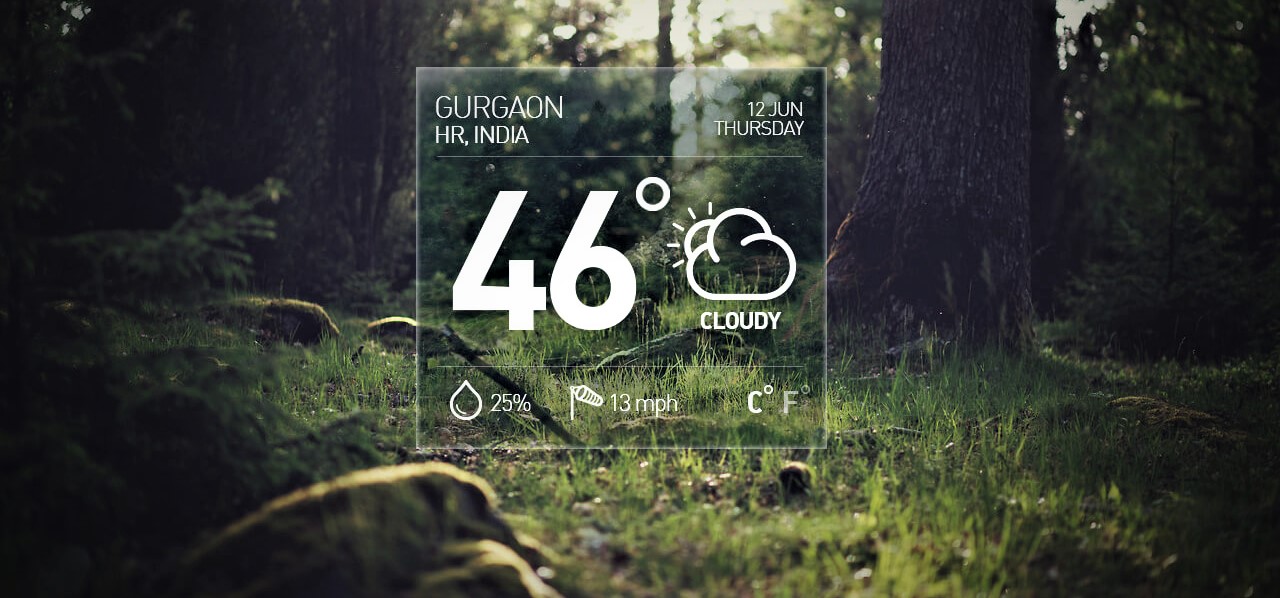 GURGAON
HR, INDIA
12 JUN
THURSDAY
46°
CLOUDY
25%
13 mph
C° F°